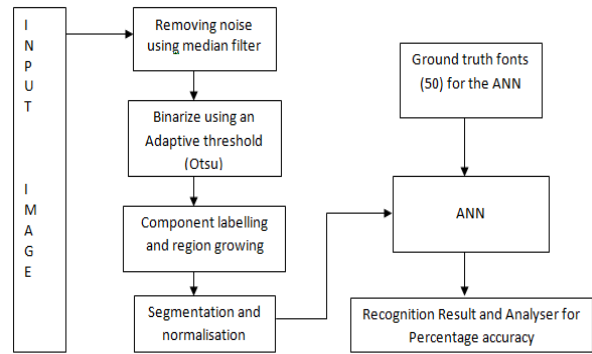 I
N
P
U
T
I
M
A
G
E
Removing noise
using median filter
Binarize using an
Adaptive threshold
(Otsu)
Component labelling
and region growing
Segmentation and
normalisation
Ground truth fonts
(50) for the ANN
ANN
Recognition Result and Analyser for
Percentage accuracy